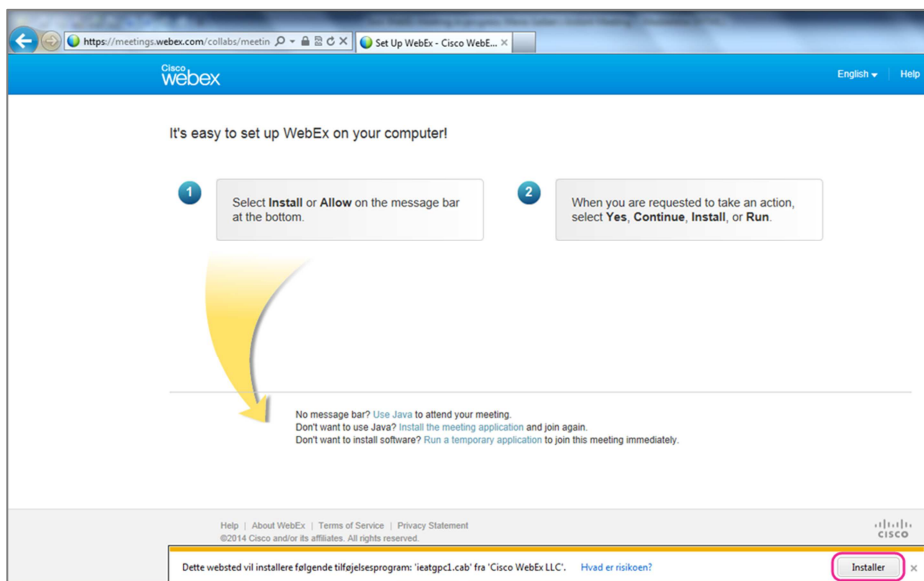 https://meetings.webex.com/collabs/meetin
Set Up WebEx - Cisco WebE...
Cisco
webex
English
Help
It's easy to set up WebEx on your computer!
1
Select Install or Allow on the message bar
at the bottom.
2
When you are requested to take an action,
select Yes, Continue, Install, or Run.
No message bar? Use Java to attend your meeting.
Don't want to use Java? Install the meeting application and join again.
Don't want to install software? Run a temporary application to join this meeting immediately.
Help | About WebEx | Terms of Service | Privacy Statement
©2014 Cisco and/or its affiliates. All rights reserved.
CISCO
Dette websted vil installere følgende tilføjelsesprogram: 'ieatgpc1.cab' fra 'Cisco WebEx LLC'. Hvad er risikoen? Installer